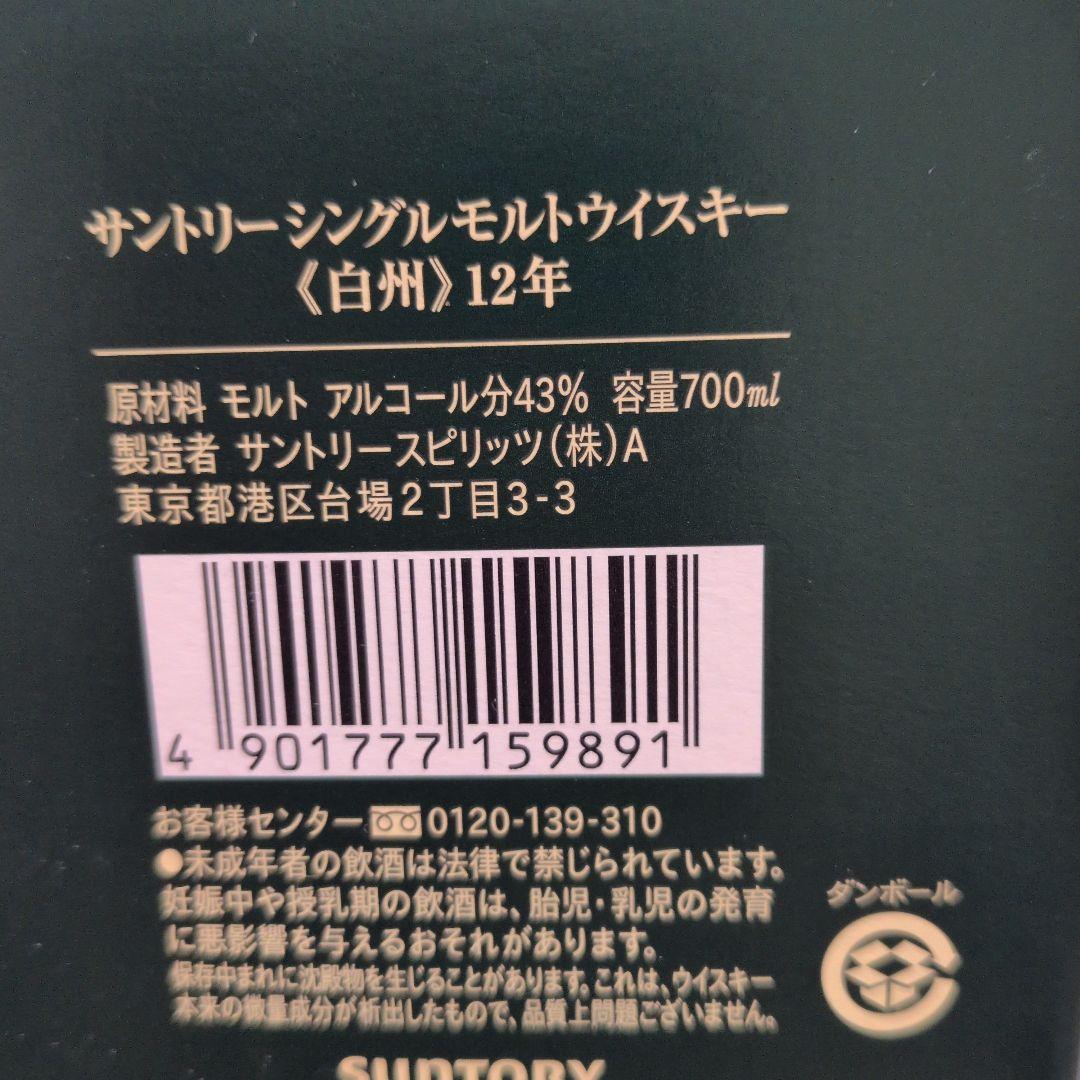 サントリーシングルモルトウイスキー
《白州》12年
原材料 モルト アルコール分43% 容量700ml
製造者 サントリースピリッツ(株)A
東京都港区台場2丁目3-3
4 901777 159891
お客様センター 0120-139-310
●未成年者の飲酒は法律で禁じられています。
妊娠中や授乳期の飲酒は、胎児・乳児の発育
に悪影響を与えるおそれがあります。
ダンボール
保存中まれに沈殿物を生じることがあります。これは、ウイスキー
本来の微量成分が析出したもので、品質上問題ございません。
SUNTORY